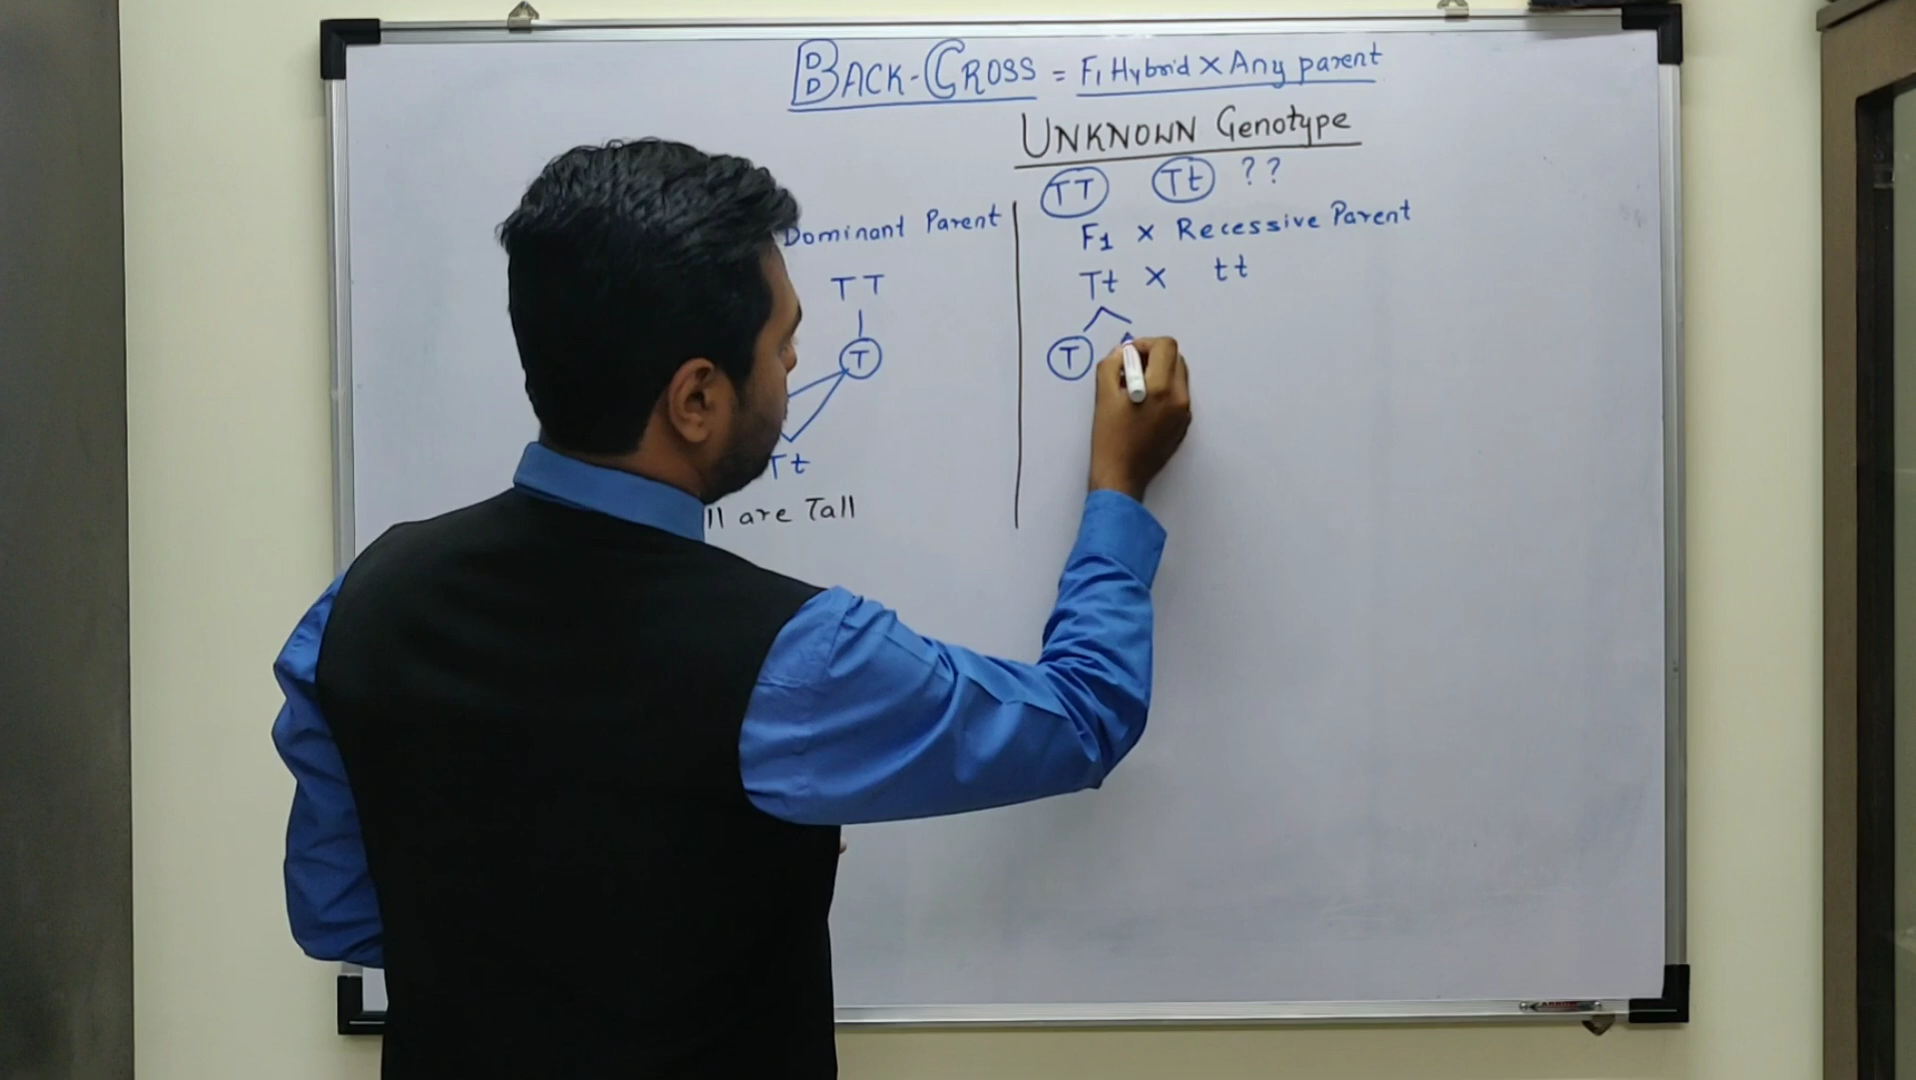 BACK-CROSS = F1 Hybrid X Any parent
UNKNOWN Genotype
TT Tt ??
Dominant Parent
TT
T
Tt
ll are Tall
F1 x Recessive Parent
Tt x tt
T